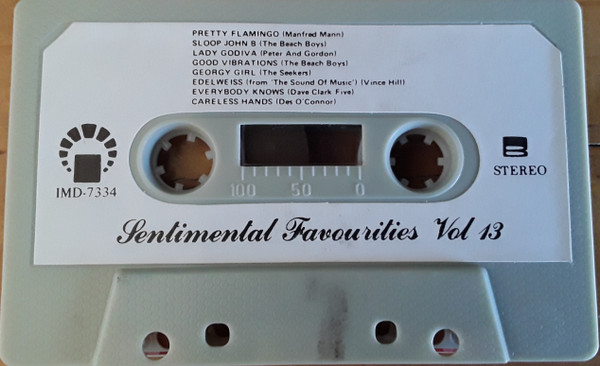 PRETTY FLAMINGO (Manfred Mann)
SLOOP JOHN B (The Beach Boys)
LADY GODIVA (Peter And Gordon)
GOOD VIBRATIONS (The Beach Boys)
GEORGY GIRL (The Seekers)
EDELWEISS (from 'The Sound Of Music') (Vince Hill)
EVERYBODY KNOWS (Dave Clark Five)
CARELESS HANDS (Des O'Connor)
IMD-7334
100 50 0
B
STEREO
Sentimental Favourities Vol 13